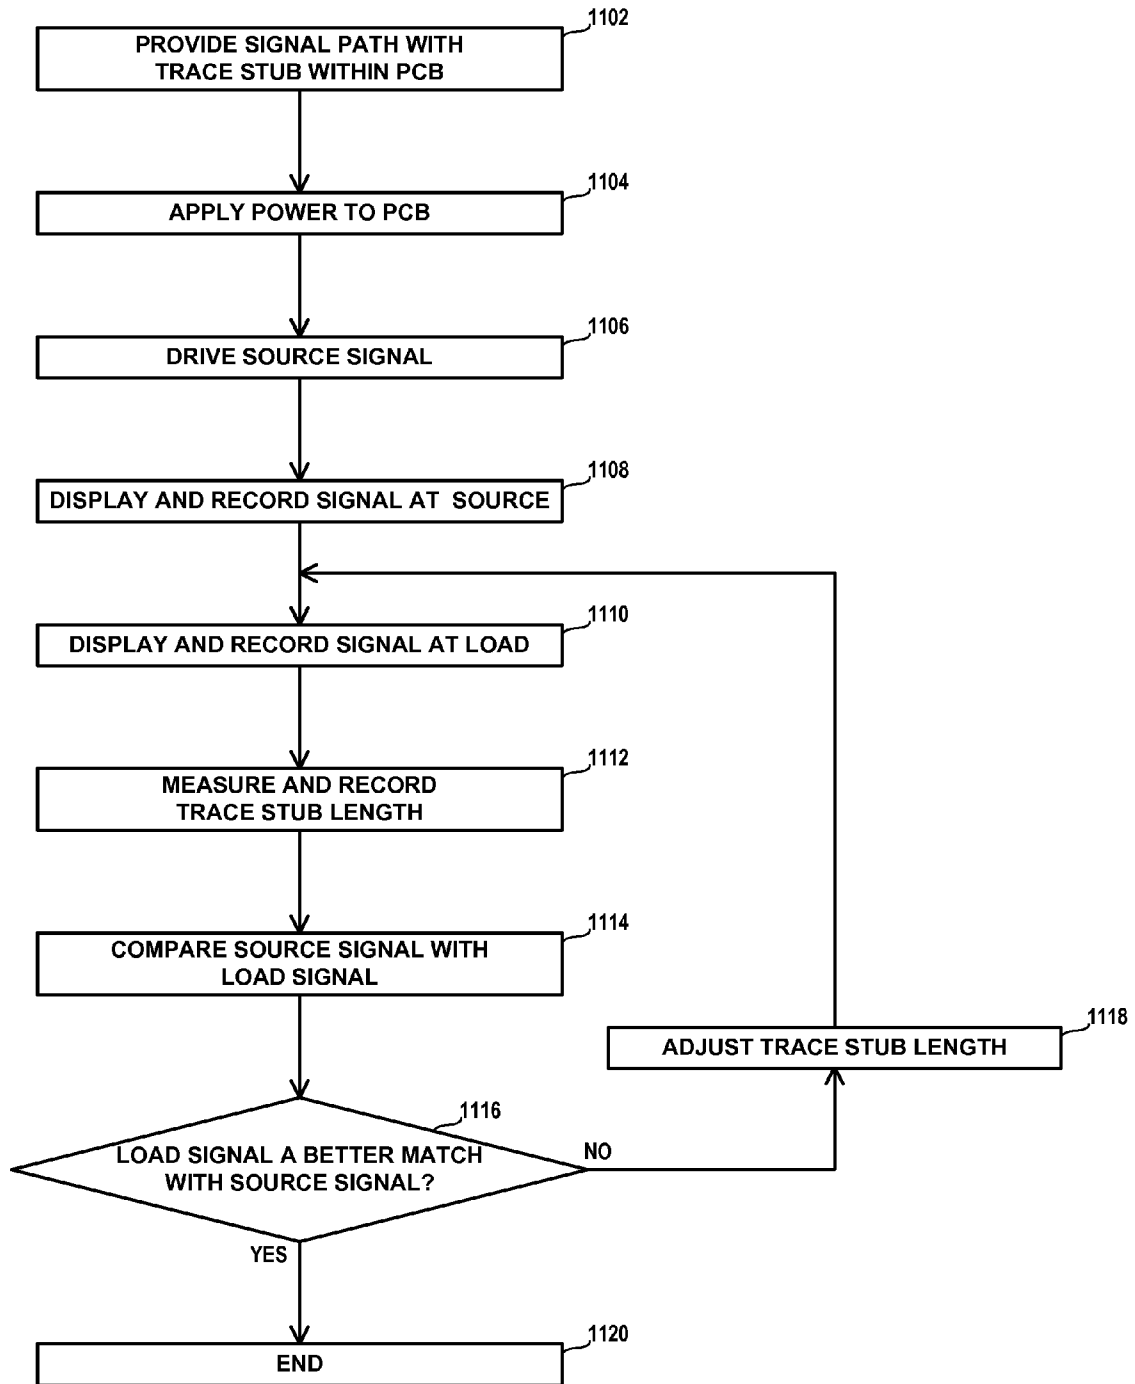 1102
PROVIDE SIGNAL PATH WITH
TRACE STUB WITHIN PCB
1104
APPLY POWER TO PCB
1106
DRIVE SOURCE SIGNAL
1108
DISPLAY AND RECORD SIGNAL AT SOURCE
1110
DISPLAY AND RECORD SIGNAL AT LOAD
1112
MEASURE AND RECORD
TRACE STUB LENGTH
1114
COMPARE SOURCE SIGNAL WITH
LOAD SIGNAL
1118
ADJUST TRACE STUB LENGTH
1116
LOAD SIGNAL A BETTER MATCH
WITH SOURCE SIGNAL?
NO
YES
1120
END